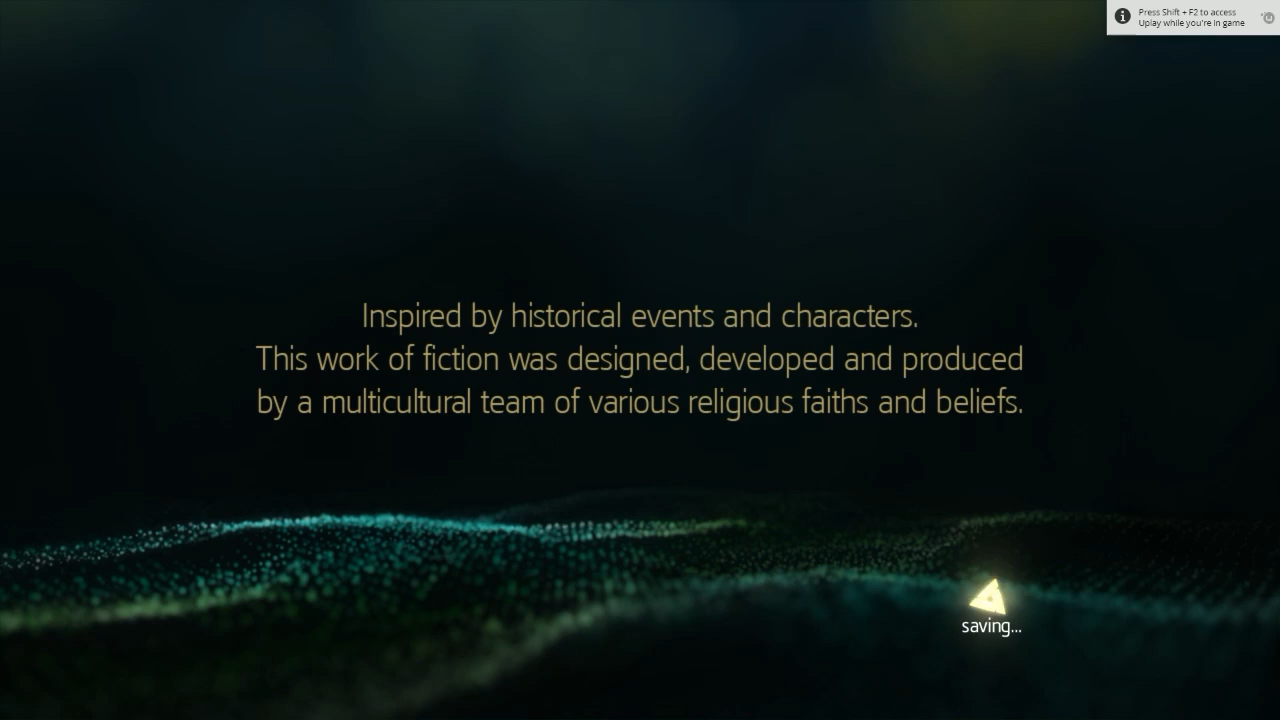 Press Shift + F2 to access
Uplay while you're in game
Inspired by historical events and characters.
This work of fiction was designed, developed and produced
by a multicultural team of various religious faiths and beliefs.
saving...